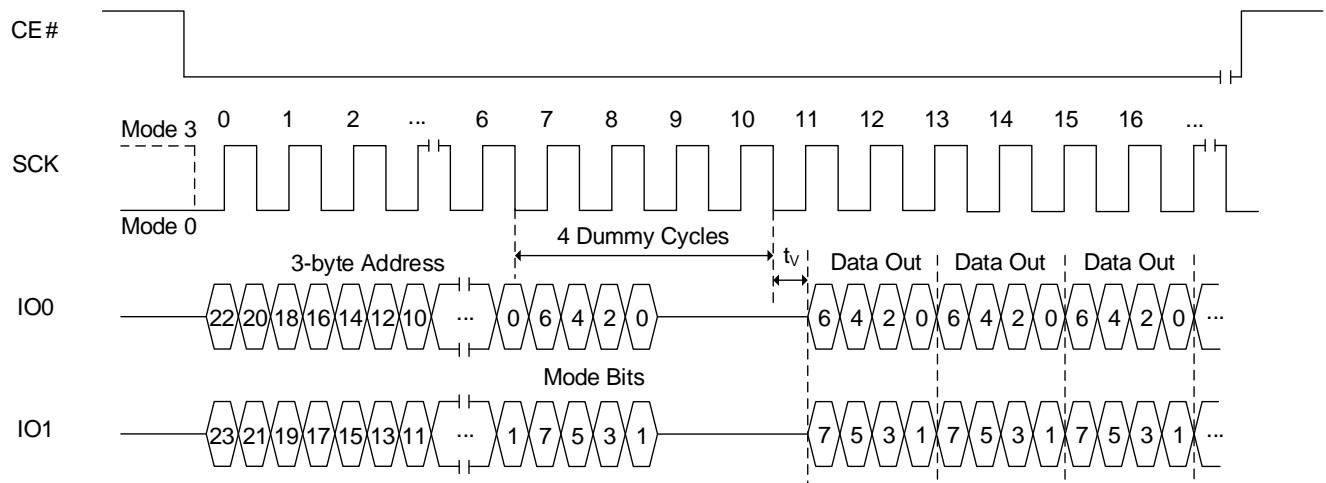 CE#
0 1 2 ... 6 7 8 9 10 11 12 13 14 15 16 ...
Mode 3
SCK
Mode 0
4 Dummy Cycles
3-byte Address
tV
Data Out Data Out Data Out
IO0
22 20 18 16 14 12 10 ... 0 6 4 2 0 6 4 2 0 6 4 2 0 6 4 2 0 ...
Mode Bits
IO1
23 21 19 17 15 13 11 ... 1 7 5 3 1 7 5 3 1 7 5 3 1 7 5 3 1 ...